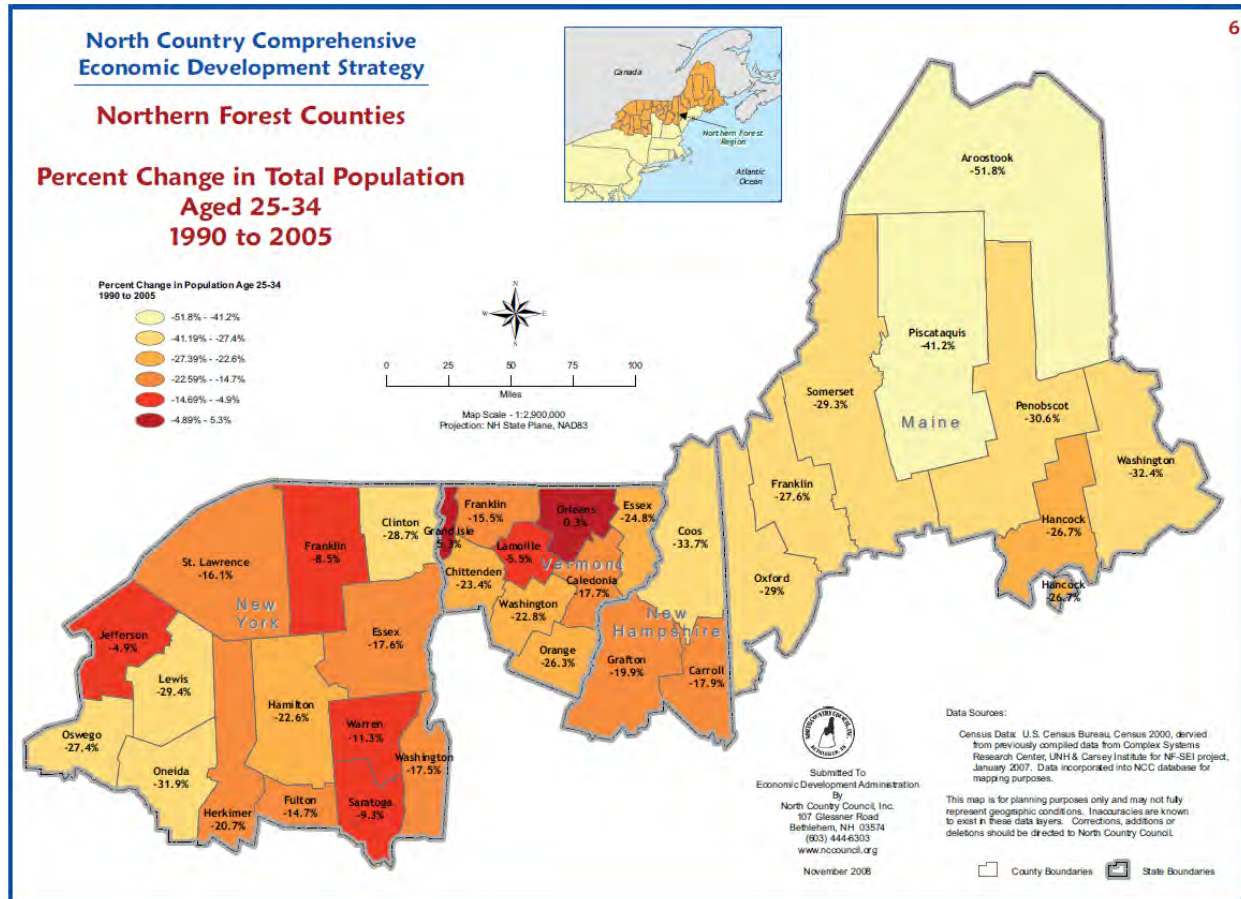 6
North Country Comprehensive
Economic Development Strategy
Northern Forest Counties
Percent Change in Total Population
Aged 25-34
1990 to 2005
Percent Change in Population Age 25-34
1990 to 2005
-51.8% - -41.2%
-41.19% - -27.4%
-27.39% - -22.6%
-22.59% - -14.7%
-14.69% - -4.9%
-4.89% - 5.3%
N
W
E
S
0
25
50
75
100
Miles
Map Scale - 1:2,900,000
Projection: NH State Plane, NAD83
Canada
Northern Forest
Region
Atlantic
Ocean
Aroostook
-51.8%
Piscataquis
-41.2%
Somerset
-29.3%
Maine
Penobscot
-30.6%
Washington
-32.4%
Franklin
-27.6%
Hancock
-26.7%
Hancock
-26.7%
Oxford
-29%
Coos
-33.7%
New
Hampshire
Grafton
-19.9%
Carroll
-17.9%
Essex
-24.8%
Orleans
0.3%
Franklin
-15.5%
Grand Isle
5.3%
Lamoille
-5.5%
Vermont
Chittenden
-23.4%
Caledonia
-17.7%
Washington
-22.8%
Orange
-26.3%
Clinton
-28.7%
Franklin
-8.5%
St. Lawrence
-16.1%
New
York
Essex
-17.6%
Jefferson
-4.9%
Lewis
-29.4%
Hamilton
-22.6%
Warren
-11.3%
Washington
-17.5%
Oswego
-27.4%
Oneida
-31.9%
Herkimer
-20.7%
Fulton
-14.7%
Saratoga
-9.3%
Submitted To
Economic Development Administration
By
North Country Council, Inc.
107 Glessner Road
Bethlehem, NH 03574
(603) 444-6303
www.nccouncil.org
November 2008
Data Sources:
Census Data: U.S. Census Bureau, Census 2000, dervied
from previously compiled data from Complex Systems
Research Center, UNH & Carsey Institute for NF-SEI project,
January 2007. Data incorporated into NCC database for
mapping purposes.
This map is for planning purposes only and may not fully
represent geographic conditions. Inaccuracies are known
to exist in these data layers. Corrections, additions or
deletions should be directed to North Country Council.
County Boundaries
State Boundaries